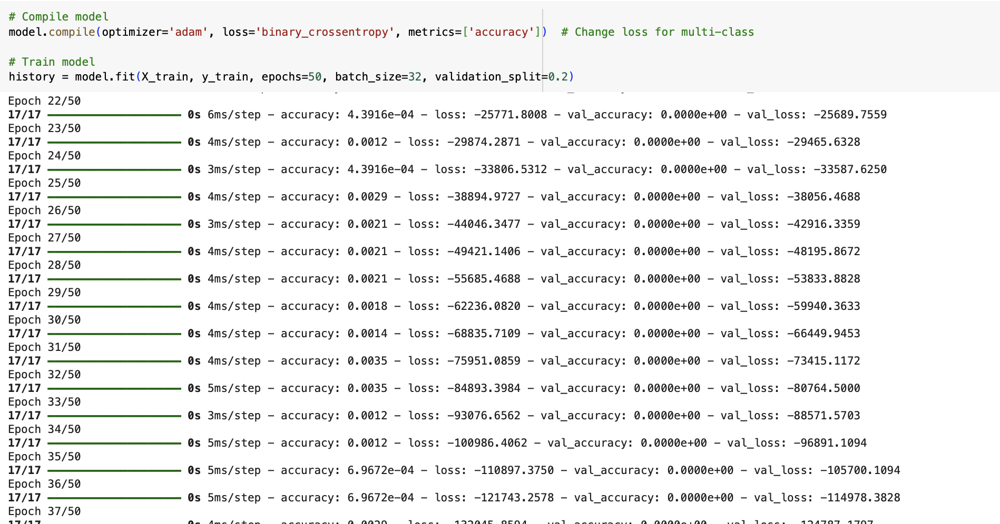 # Compile model
model.compile(optimizer='adam', loss='binary_crossentropy', metrics=['accuracy'])  # Change loss for multi-class
# Train model
history = model.fit(X_train, y_train, epochs=50, batch_size=32, validation_split=0.2)
Epoch 22/50
17/17 ━━━━━━━━━━━━━━━━━━━━ 0s 6ms/step - accuracy: 4.3916e-04 - loss: -25771.8008 - val_accuracy: 0.0000e+00 - val_loss: -25689.7559
Epoch 23/50
17/17 ━━━━━━━━━━━━━━━━━━━━ 0s 4ms/step - accuracy: 0.0012 - loss: -29874.2871 - val_accuracy: 0.0000e+00 - val_loss: -29465.6328
Epoch 24/50
17/17 ━━━━━━━━━━━━━━━━━━━━ 0s 3ms/step - accuracy: 4.3916e-04 - loss: -33806.5312 - val_accuracy: 0.0000e+00 - val_loss: -33587.6250
Epoch 25/50
17/17 ━━━━━━━━━━━━━━━━━━━━ 0s 4ms/step - accuracy: 0.0029 - loss: -38894.9727 - val_accuracy: 0.0000e+00 - val_loss: -38056.4688
Epoch 26/50
17/17 ━━━━━━━━━━━━━━━━━━━━ 0s 3ms/step - accuracy: 0.0021 - loss: -44046.3477 - val_accuracy: 0.0000e+00 - val_loss: -42916.3359
Epoch 27/50
17/17 ━━━━━━━━━━━━━━━━━━━━ 0s 4ms/step - accuracy: 0.0021 - loss: -49421.1406 - val_accuracy: 0.0000e+00 - val_loss: -48195.8672
Epoch 28/50
17/17 ━━━━━━━━━━━━━━━━━━━━ 0s 4ms/step - accuracy: 0.0021 - loss: -55685.4688 - val_accuracy: 0.0000e+00 - val_loss: -53833.8828
Epoch 29/50
17/17 ━━━━━━━━━━━━━━━━━━━━ 0s 4ms/step - accuracy: 0.0018 - loss: -62236.0820 - val_accuracy: 0.0000e+00 - val_loss: -59940.3633
Epoch 30/50
17/17 ━━━━━━━━━━━━━━━━━━━━ 0s 4ms/step - accuracy: 0.0014 - loss: -68835.7109 - val_accuracy: 0.0000e+00 - val_loss: -66449.9453
Epoch 31/50
17/17 ━━━━━━━━━━━━━━━━━━━━ 0s 4ms/step - accuracy: 0.0035 - loss: -75951.0859 - val_accuracy: 0.0000e+00 - val_loss: -73415.1172
Epoch 32/50
17/17 ━━━━━━━━━━━━━━━━━━━━ 0s 5ms/step - accuracy: 0.0035 - loss: -84893.3984 - val_accuracy: 0.0000e+00 - val_loss: -80764.5000
Epoch 33/50
17/17 ━━━━━━━━━━━━━━━━━━━━ 0s 3ms/step - accuracy: 0.0012 - loss: -93076.6562 - val_accuracy: 0.0000e+00 - val_loss: -88571.5703
Epoch 34/50
17/17 ━━━━━━━━━━━━━━━━━━━━ 0s 5ms/step - accuracy: 0.0012 - loss: -100986.4062 - val_accuracy: 0.0000e+00 - val_loss: -96891.1094
Epoch 35/50
17/17 ━━━━━━━━━━━━━━━━━━━━ 0s 5ms/step - accuracy: 6.9672e-04 - loss: -110897.3750 - val_accuracy: 0.0000e+00 - val_loss: -105700.1094
Epoch 36/50
17/17 ━━━━━━━━━━━━━━━━━━━━ 0s 5ms/step - accuracy: 6.9672e-04 - loss: -121743.2578 - val_accuracy: 0.0000e+00 - val_loss: -114978.3828
Epoch 37/50